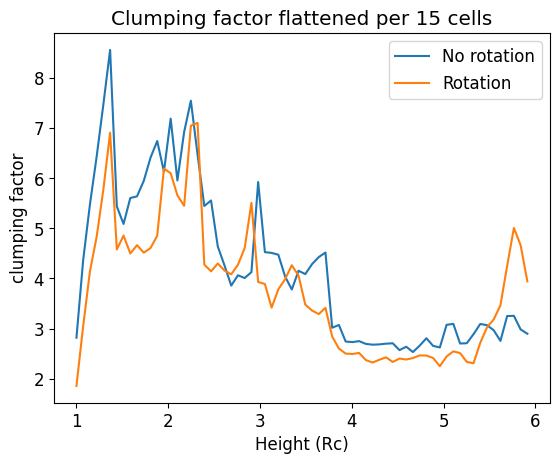 Clumping factor flattened per 15 cells
No rotation
Rotation
clumping factor
8
7
6
5
4
3
2
1 2 3 4 5 6
Height (Rc)